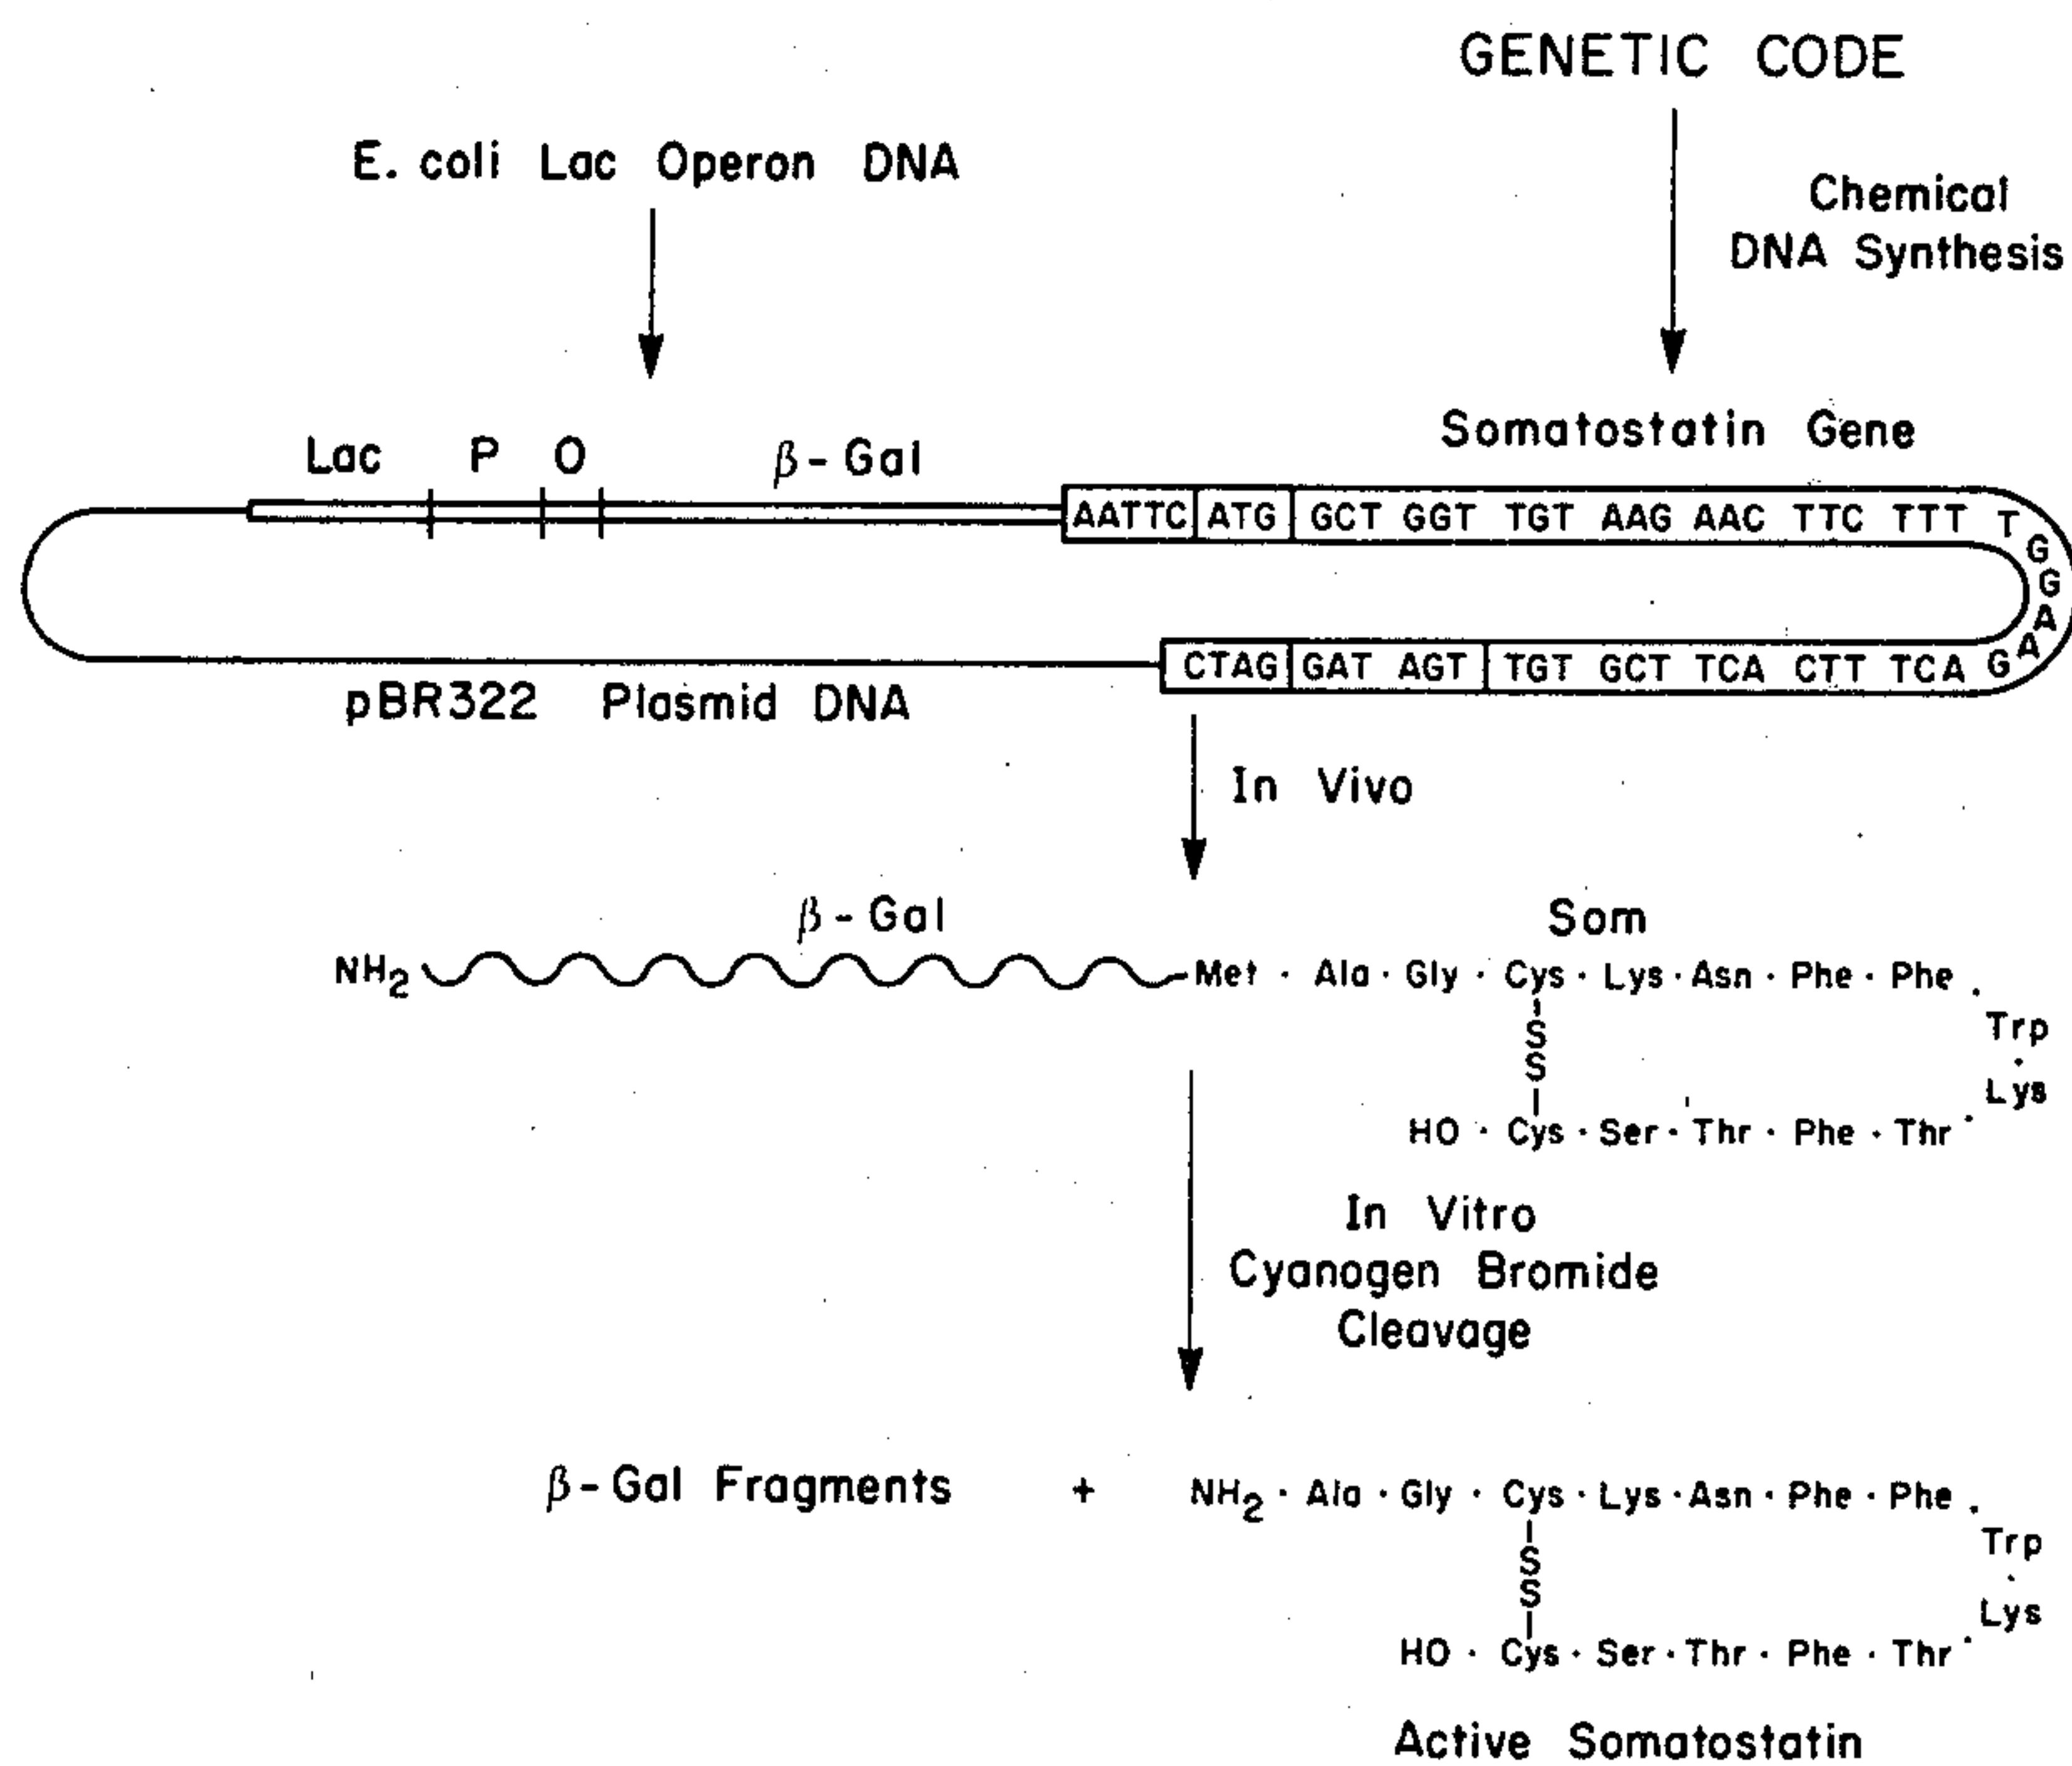 GENETIC CODE
E. coli Lac Operon DNA
Chemical
DNA Synthesis
Somatostatin Gene
Lac P O β-Gal
AATTC ATG GCT GGT TGT AAG AAC TTC TTT T
G
G
A
A
CTAG GAT AGT TGT GCT TCA CTT TCA G
pBR322 Plasmid DNA
In Vivo
β-Gal
Som
NH2 Met · Ala · Gly · Cys · Lys · Asn · Phe · Phe ·
Trp
·
Lys
S
S
HO · Cys · Ser · Thr · Phe · Thr ·
In Vitro
Cyanogen Bromide
Cleavage
β-Gal Fragments + NH2 · Ala · Gly · Cys · Lys · Asn · Phe · Phe ·
Trp
·
Lys
S
S
HO · Cys · Ser · Thr · Phe · Thr ·
Active Somatostatin